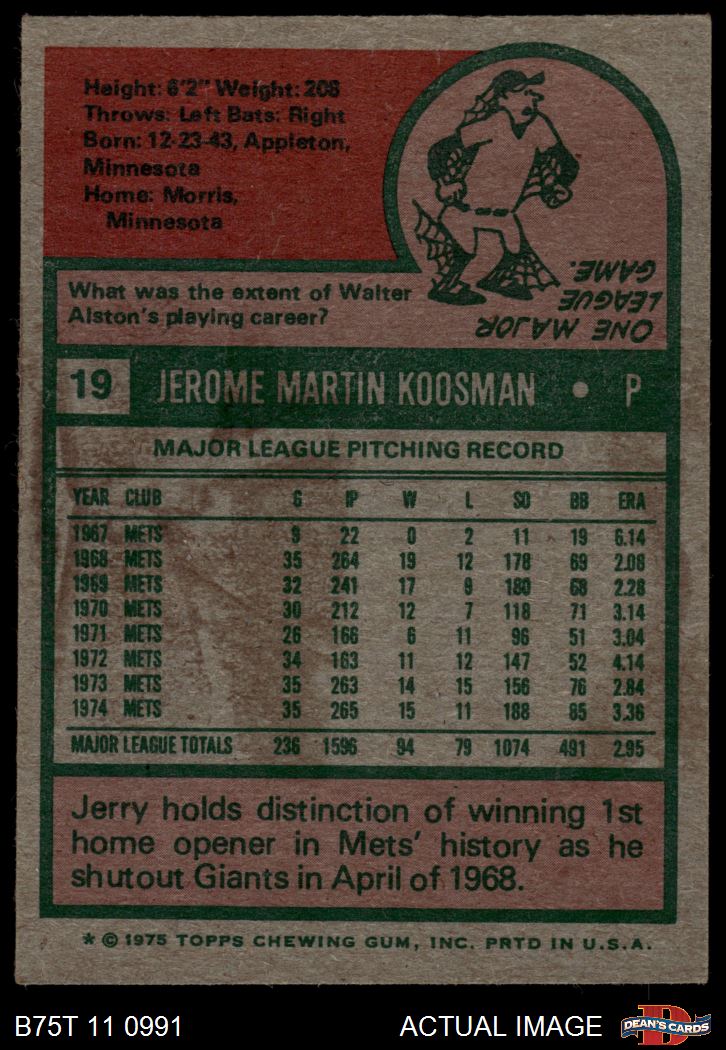 Height: 6'2" Weight: 208
Throws: Left Bats: Right
Born: 12-23-43, Appleton,
Minnesota
Home: Morris,
Minnesota
What was the extent of Walter
Alston's playing career?
ONE MAJOR
LEAGUE
GAME.
19 JEROME MARTIN KOOSMAN • P
MAJOR LEAGUE PITCHING RECORD
YEAR CLUB G IP W L SO BB ERA
1967 METS 9 22 0 2 11 19 6.14
1968 METS 35 264 19 12 178 69 2.08
1969 METS 32 241 17 9 180 68 2.28
1970 METS 30 212 12 7 118 71 3.14
1971 METS 26 166 6 11 96 51 3.04
1972 METS 34 163 11 12 147 52 4.14
1973 METS 35 263 14 15 156 76 2.84
1974 METS 35 265 15 11 188 85 3.36
MAJOR LEAGUE TOTALS 236 1596 94 79 1074 491 2.95
Jerry holds distinction of winning 1st
home opener in Mets' history as he
shutout Giants in April of 1968.
* © 1975 TOPPS CHEWING GUM, INC. PRTD IN U.S.A.
B75T 11 0991 ACTUAL IMAGE DEAN'S CARDS